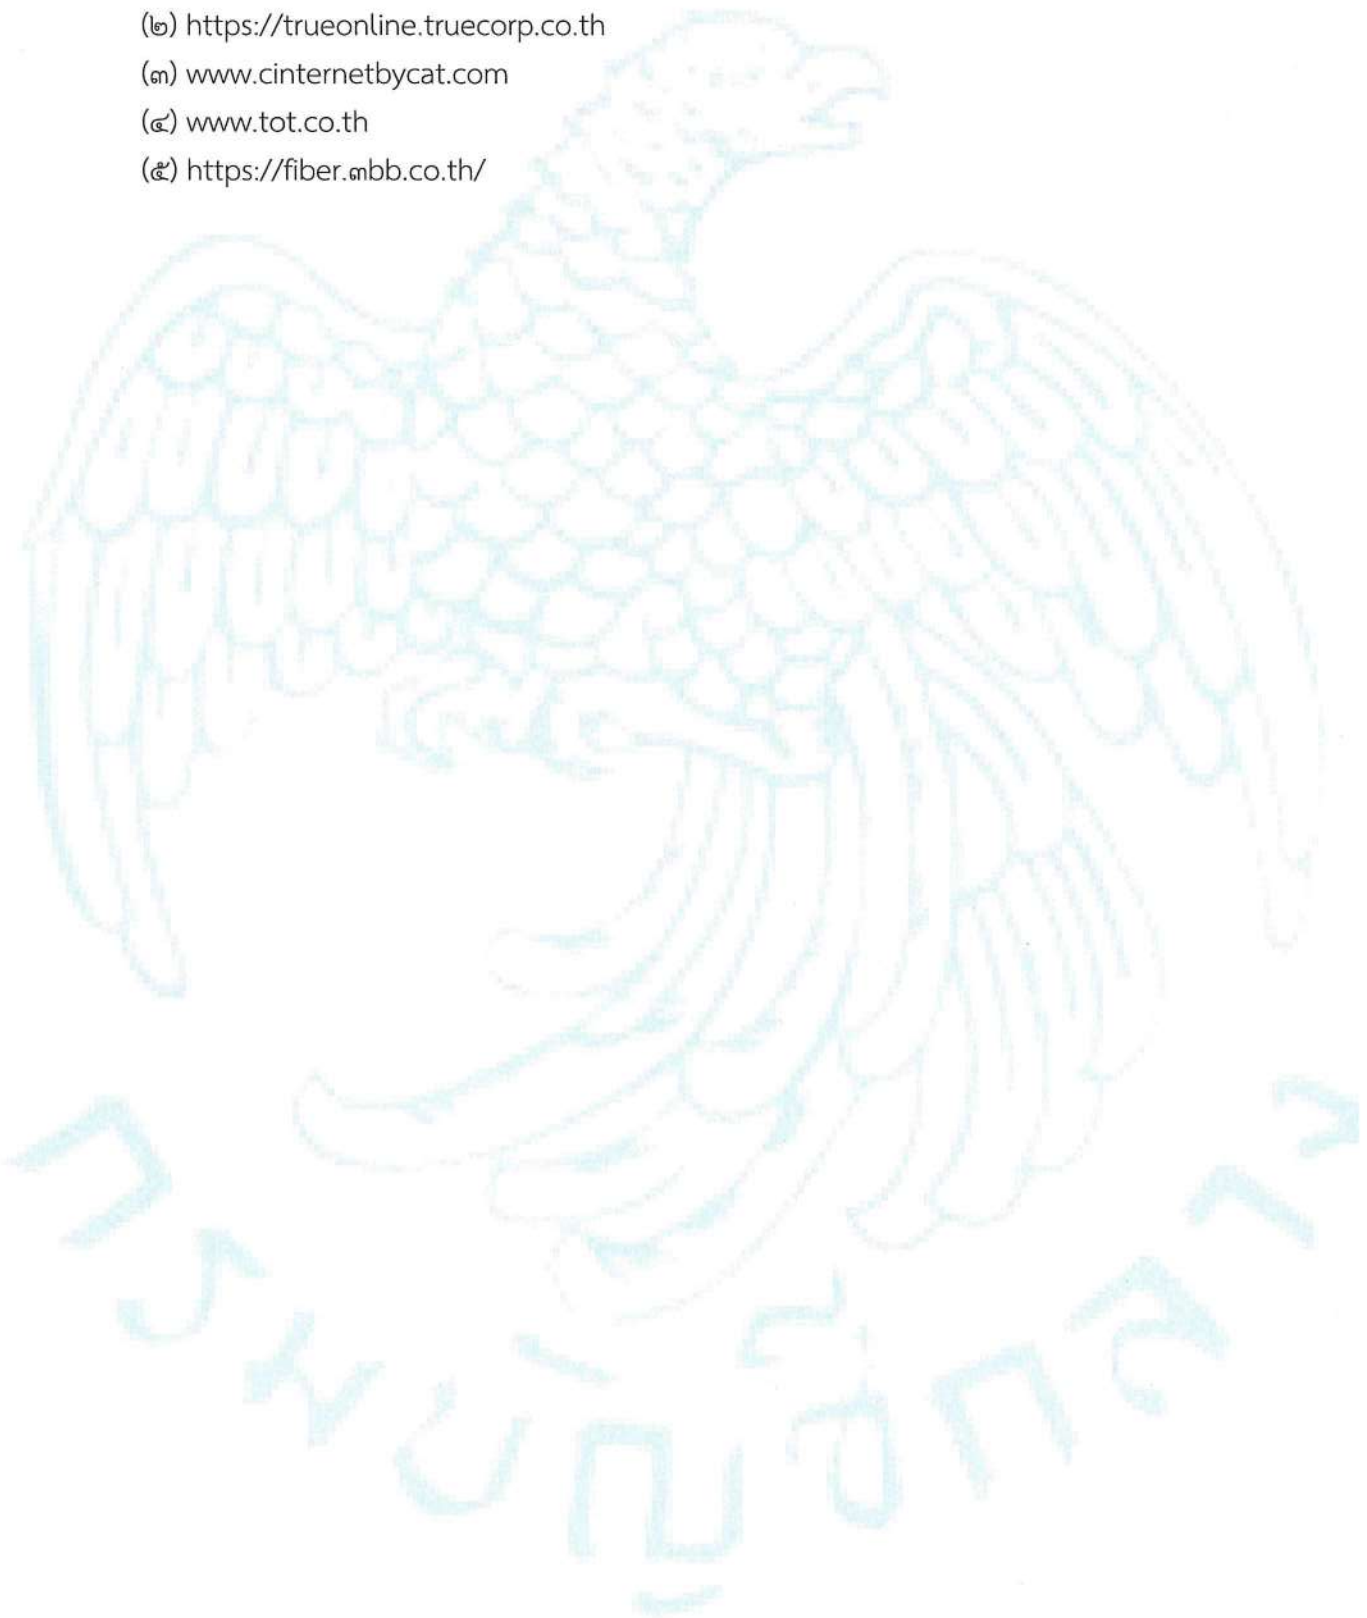 (๒) https://trueonline.truecorp.co.th
(๓) www.cinternetbycat.com
(๔) www.tot.co.th
(๕) https://fiber.๓bb.co.th/
กรมบัญชีกลาง